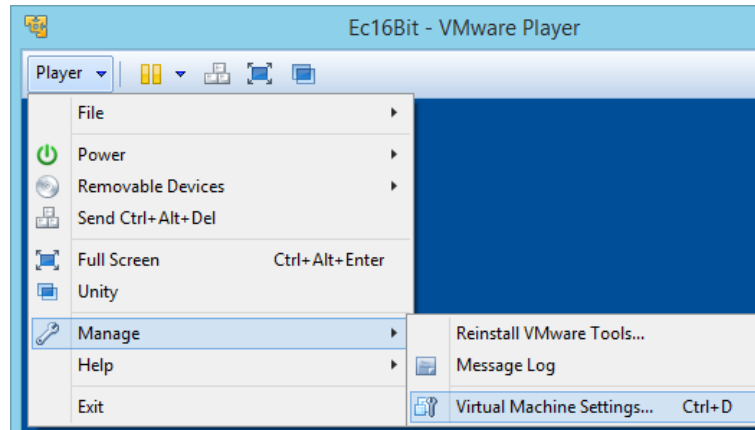 Ec16Bit - VMware Player
Player
File
Power
Removable Devices
Send Ctrl+Alt+Del
Full Screen Ctrl+Alt+Enter
Unity
Manage
Reinstall VMware Tools...
Help
Message Log
Exit
Virtual Machine Settings... Ctrl+D